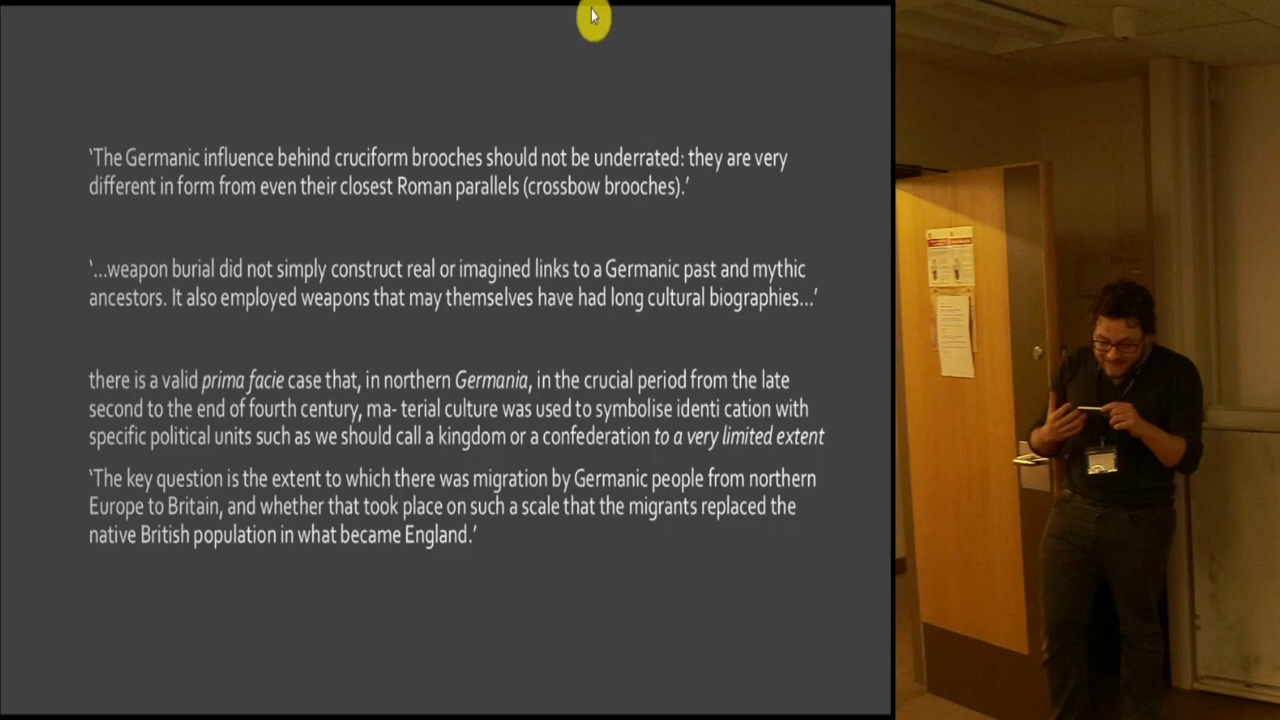 ‘The Germanic influence behind cruciform brooches should not be underrated: they are very
different in form from even their closest Roman parallels (crossbow brooches).’
‘…weapon burial did not simply construct real or imagined links to a Germanic past and mythic
ancestors. It also employed weapons that may themselves have had long cultural biographies…’
there is a valid prima facie case that, in northern Germania, in the crucial period from the late
second to the end of fourth century, ma- terial culture was used to symbolise identi cation with
specific political units such as we should call a kingdom or a confederation to a very limited extent
‘The key question is the extent to which there was migration by Germanic people from northern
Europe to Britain, and whether that took place on such a scale that the migrants replaced the
native British population in what became England.’